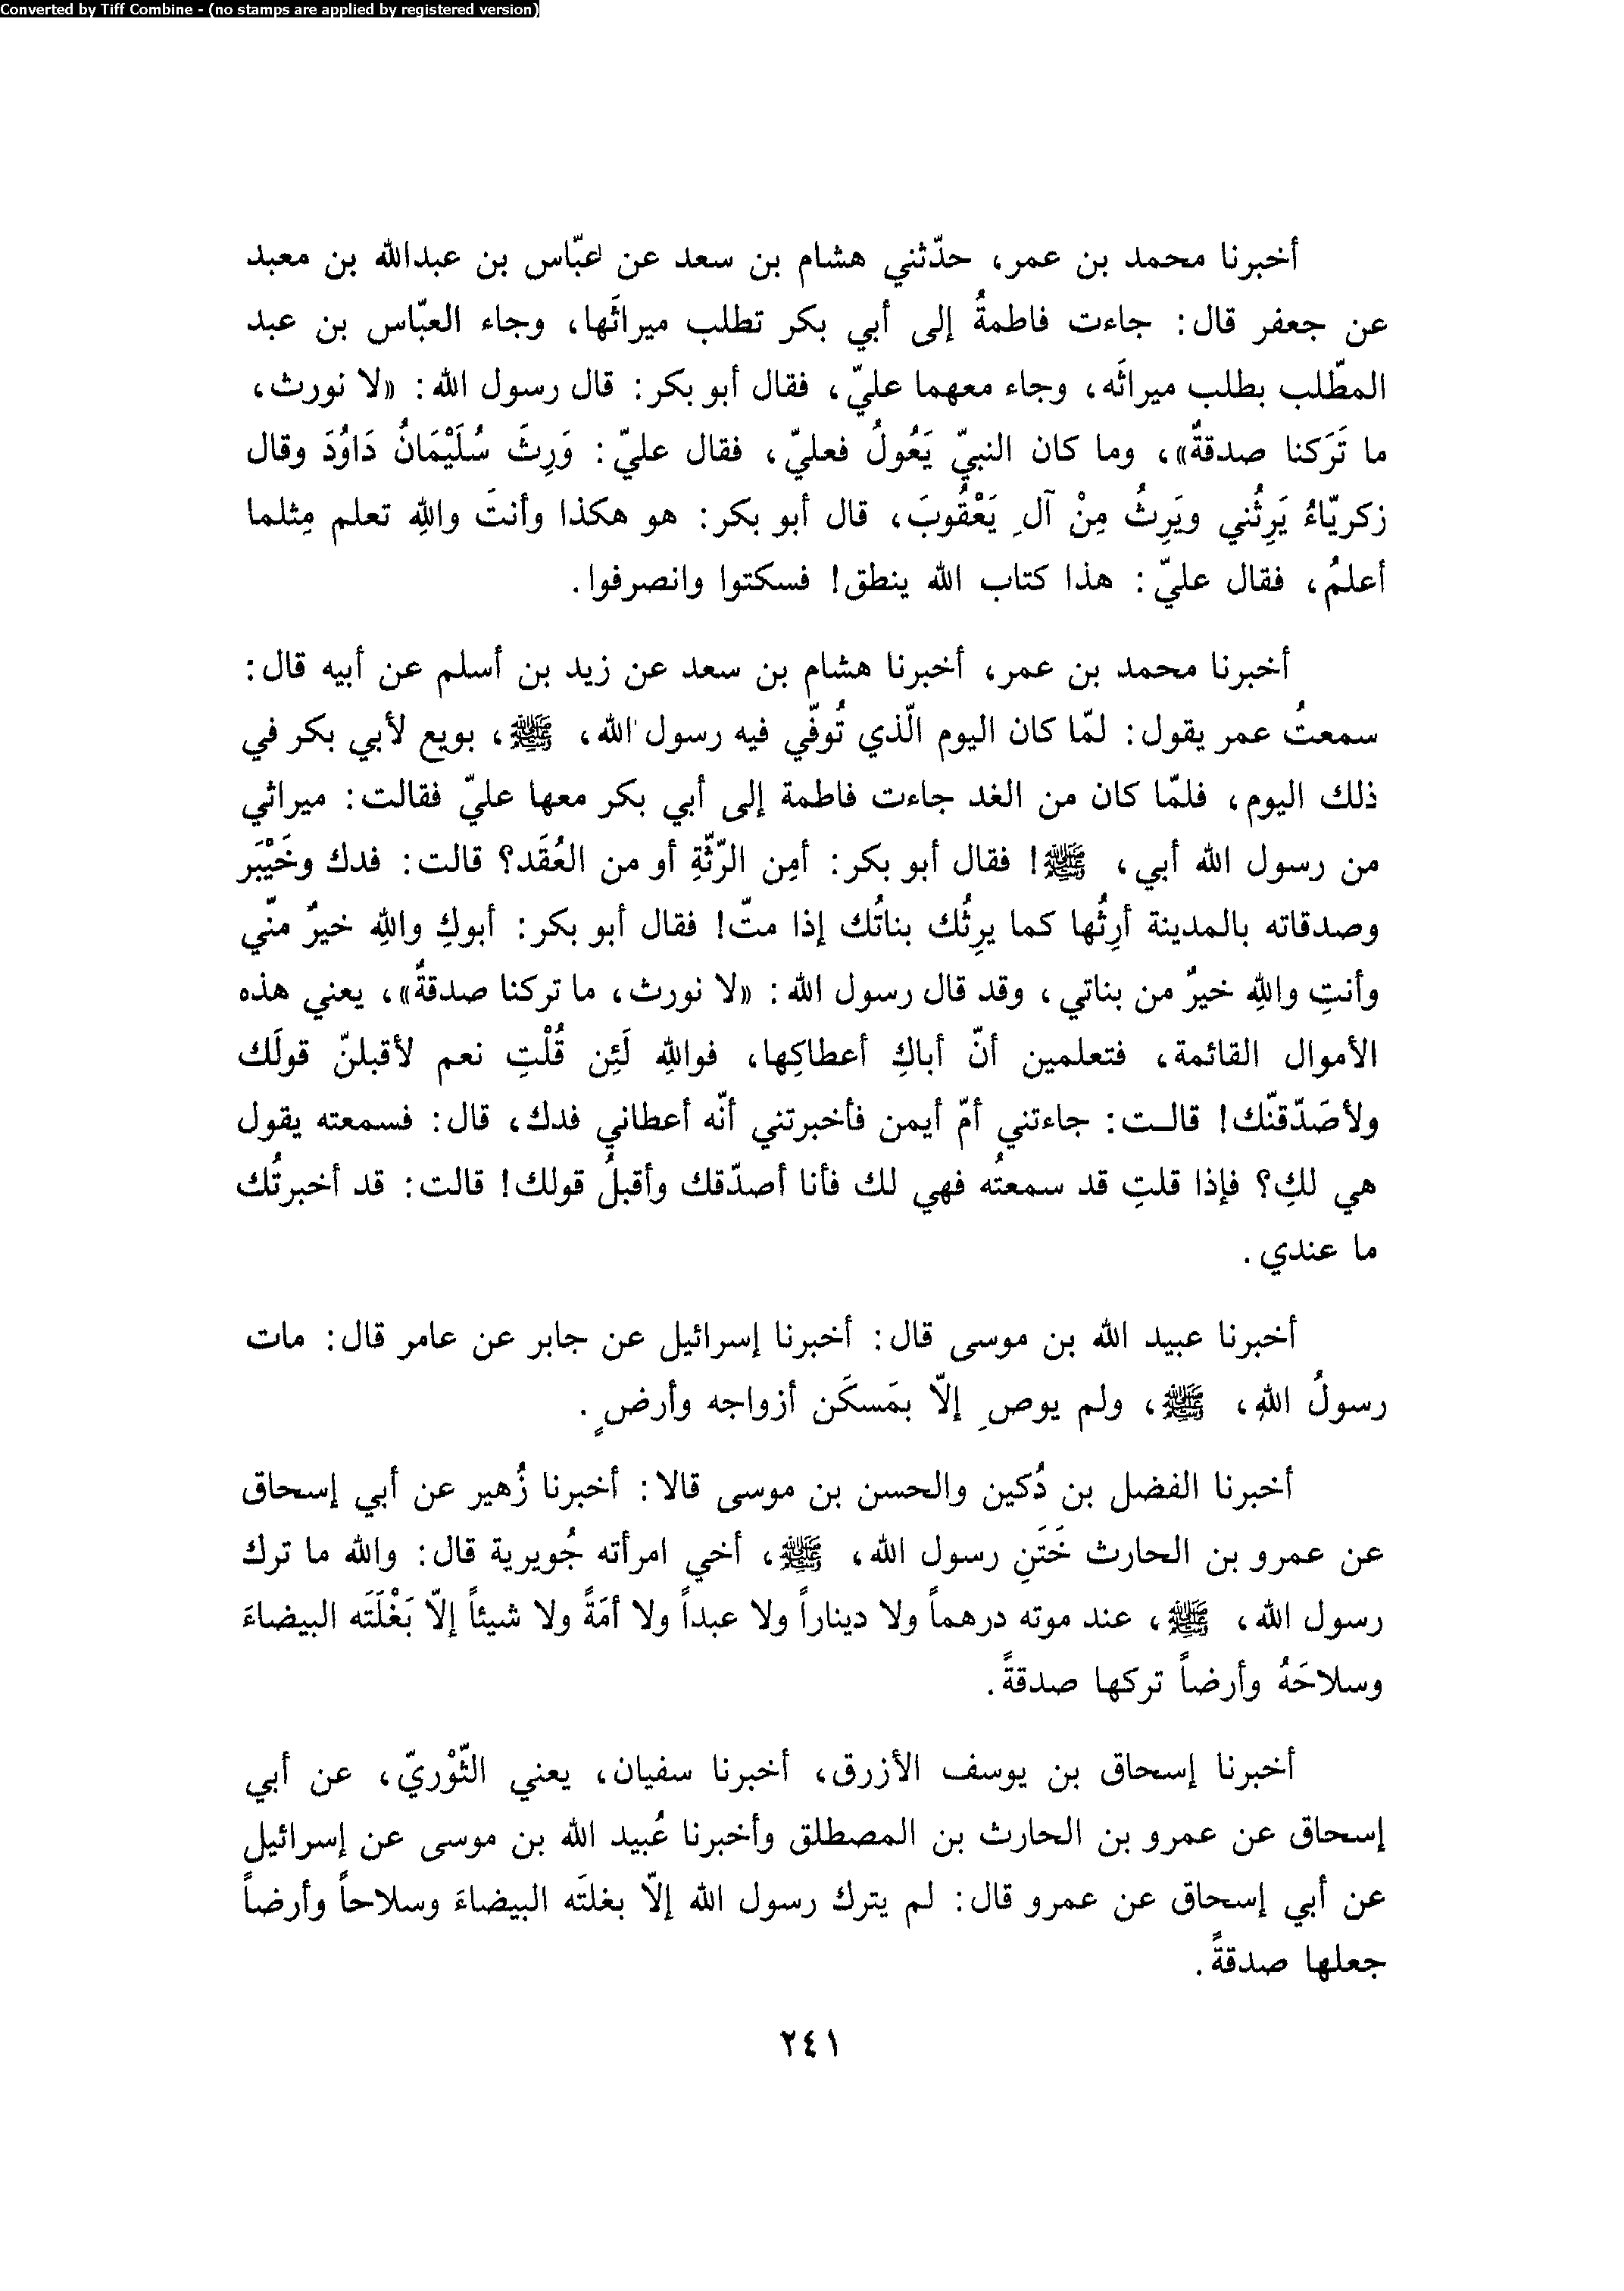 Converted by Tiff Combine - (no stamps are applied by registered version)
أخبرنا محمد بن عمر، حدّثني هشام بن سعد عن عبّاس بن عبدالله بن معبد
عن جعفر قال: جاءت فاطمةُ إلى أبي بكر تطلب ميراثَها، وجاء العبّاس بن عبد
المطّلب بطلب ميراثَه، وجاء معهما عليّ، فقال أبو بكر: قال رسول الله: «لا نورث،
ما تَرَكنا صدقةٌ»، وما كان النبيّ يَعُولُ فعليّ، فقال عليّ: وَرِثَ سُلَيْمَانُ دَاوُدَ وقال
زكريّاءُ يَرِثُني ويَرِثُ مِنْ آلِ يَعْقُوبَ، قال أبو بكر: هو هكذا وأنتَ واللهِ تعلم مِثلما
أعلمُ، فقال عليّ: هذا كتاب الله ينطق! فسكتوا وانصرفوا.
أخبرنا محمد بن عمر، أخبرنا هشام بن سعد عن زيد بن أسلم عن أبيه قال:
سمعتُ عمر يقول: لمّا كان اليوم الّذي تُوفّي فيه رسول الله، ﷺ، بويع لأبي بكر في
ذلك اليوم، فلمّا كان من الغد جاءت فاطمة إلى أبي بكر معها عليّ فقالت: ميراثي
من رسول الله أبي، ﷺ! فقال أبو بكر: أمِن الرّثّةِ أو من العُقَد؟ قالت: فدك وخَيْبَر
وصدقاته بالمدينة أرِثُها كما يرِثُك بناتُك إذا متّ! فقال أبو بكر: أبوكِ واللهِ خيرٌ منّي
وأنتِ واللهِ خيرٌ من بناتي، وقد قال رسول الله: «لا نورث، ما تركنا صدقةٌ»، يعني هذه
الأموال القائمة، فتعلمين أنّ أباكِ أعطاكِها، فواللهِ لَئِن قُلْتِ نعم لأقبلنّ قولَك
ولأصَدّقنّك! قالت: جاءتني أمّ أيمن فأخبرتني أنّه أعطاني فدك، قال: فسمعته يقول
هي لكِ؟ فإذا قلتِ قد سمعتُه فهي لك فأنا أصدّقك وأقبلُ قولك! قالت: قد أخبرتُك
ما عندي.
أخبرنا عبيد الله بن موسى قال: أخبرنا إسرائيل عن جابر عن عامر قال: مات
رسولُ اللهِ، ﷺ، ولم يوصِ إلاّ بمَسكَن أزواجه وأرضٍ.
أخبرنا الفضل بن دُكين والحسن بن موسى قالا: أخبرنا زُهير عن أبي إسحاق
عن عمرو بن الحارث خَتَنِ رسول الله، ﷺ، أخي امرأته جُويرية قال: والله ما ترك
رسول الله، ﷺ، عند موته درهماً ولا ديناراً ولا عبداً ولا أمَةً ولا شيئاً إلاّ بَغْلَتَه البيضاءَ
وسلاحَهُ وأرضاً تركها صدقةً.
أخبرنا إسحاق بن يوسف الأزرق، أخبرنا سفيان، يعني الثّوْريّ، عن أبي
إسحاق عن عمرو بن الحارث بن المصطلق وأخبرنا عُبيد الله بن موسى عن إسرائيل
عن أبي إسحاق عن عمرو قال: لم يترك رسول الله إلاّ بغلتَه البيضاءَ وسلاحاً وأرضاً
جعلها صدقةً.
٢٤١